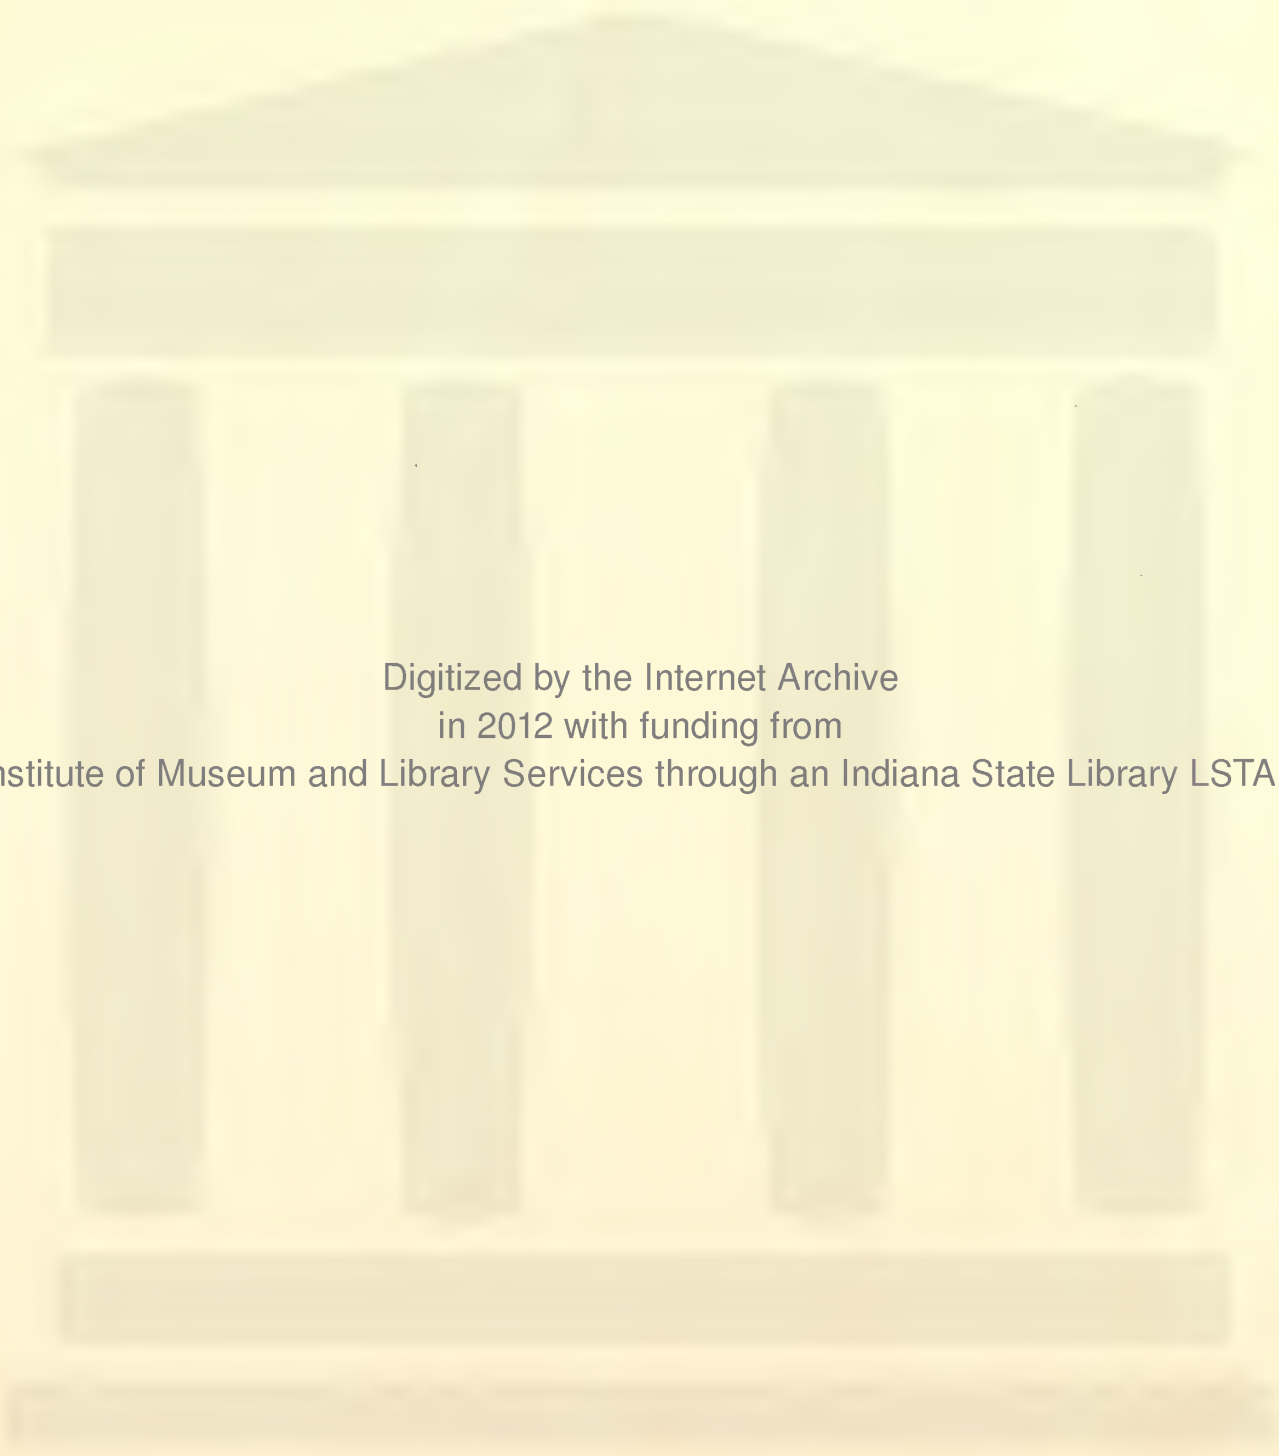 Digitized by the Internet Archive
in 2012 with funding from
nstitute of Museum and Library Services through an Indiana State Library LSTA